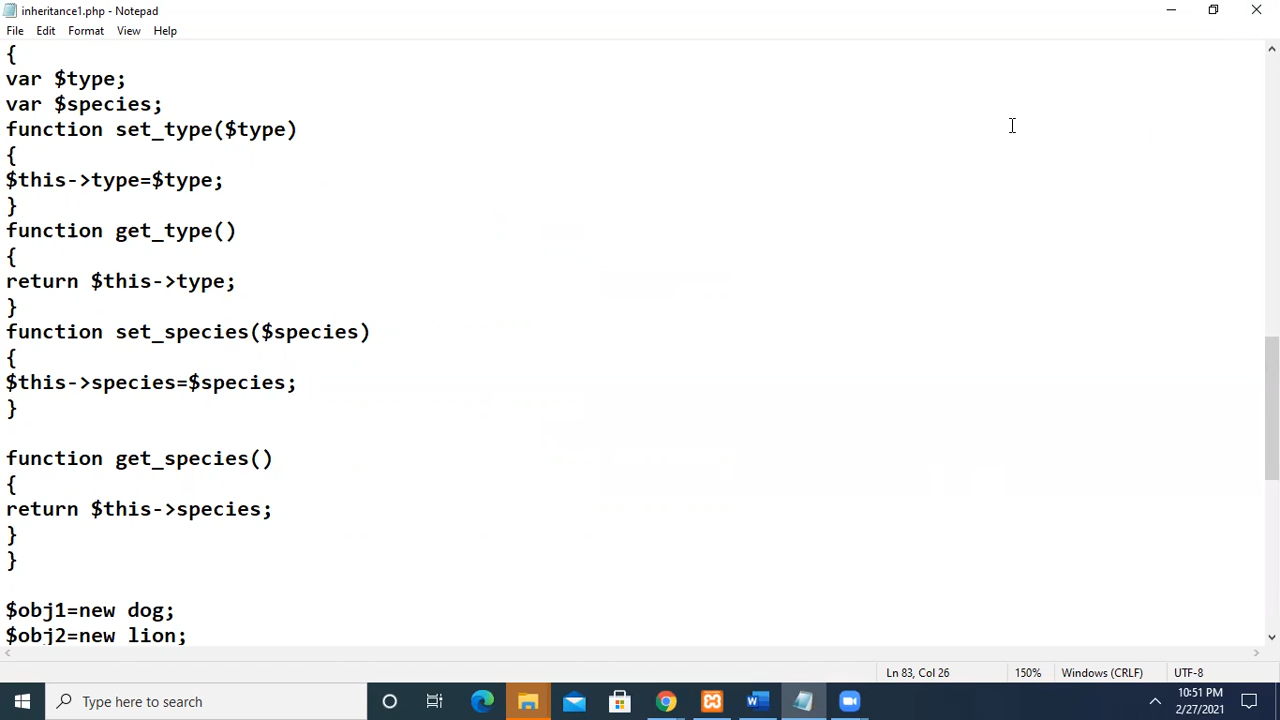 inheritance1.php - Notepad
File Edit Format View Help
{
var $type;
var $species;
function set_type($type)
{
$this->type=$type;
}
function get_type()
{
return $this->type;
}
function set_species($species)
{
$this->species=$species;
}
function get_species()
{
return $this->species;
}
}
$obj1=new dog;
$obj2=new lion;
Ln 83, Col 26 150% Windows (CRLF) UTF-8
Type here to search
10:51 PM
2/27/2021